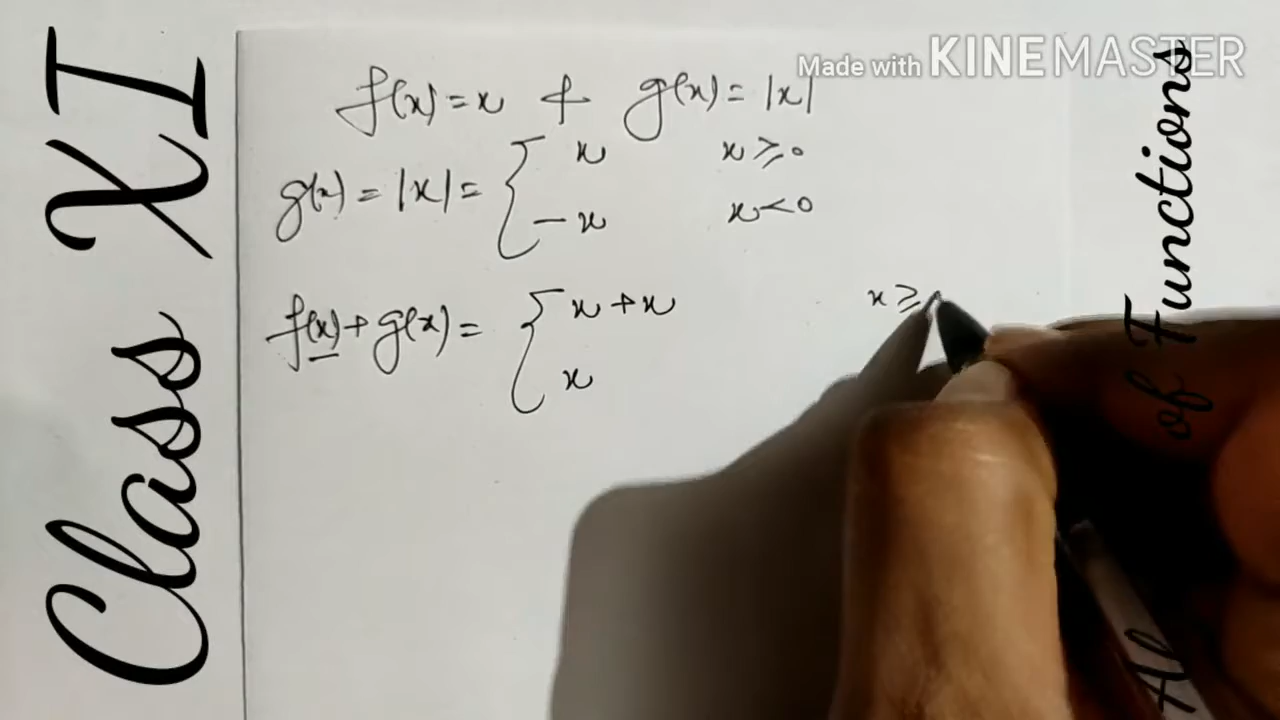 Made with KINEMASTER
Class XI
f(x) = x & g(x) = |x|
g(x) = |x| = { x x ≥ 0
- x x < 0
f(x) + g(x) = { x + x x ≥
x
of Functions